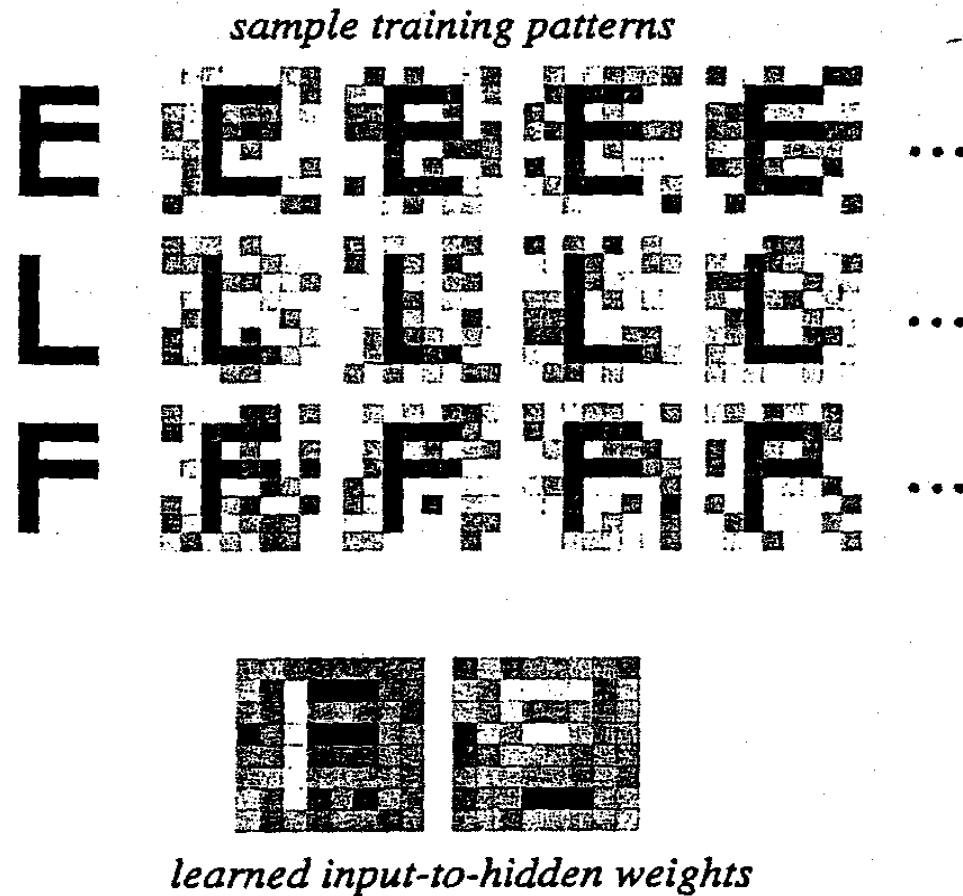 sample training patterns
E
...
L
...
F
...
learned input-to-hidden weights